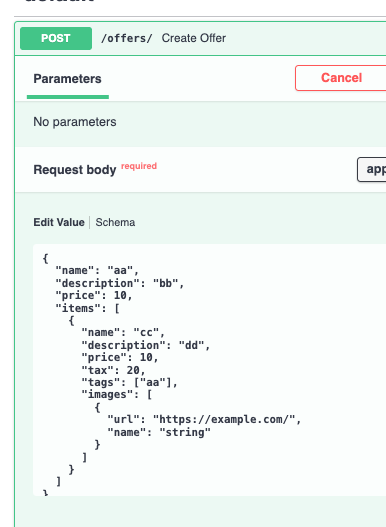 POST /offers/ Create Offer
Parameters
Cancel
No parameters
Request body required
app
Edit Value Schema
{
"name": "aa",
"description": "bb",
"price": 10,
"items": [
{
"name": "cc",
"description": "dd",
"price": 10,
"tax": 20,
"tags": ["aa"],
"images": [
{
"url": "https://example.com/",
"name": "string"
}
]
}
]
}